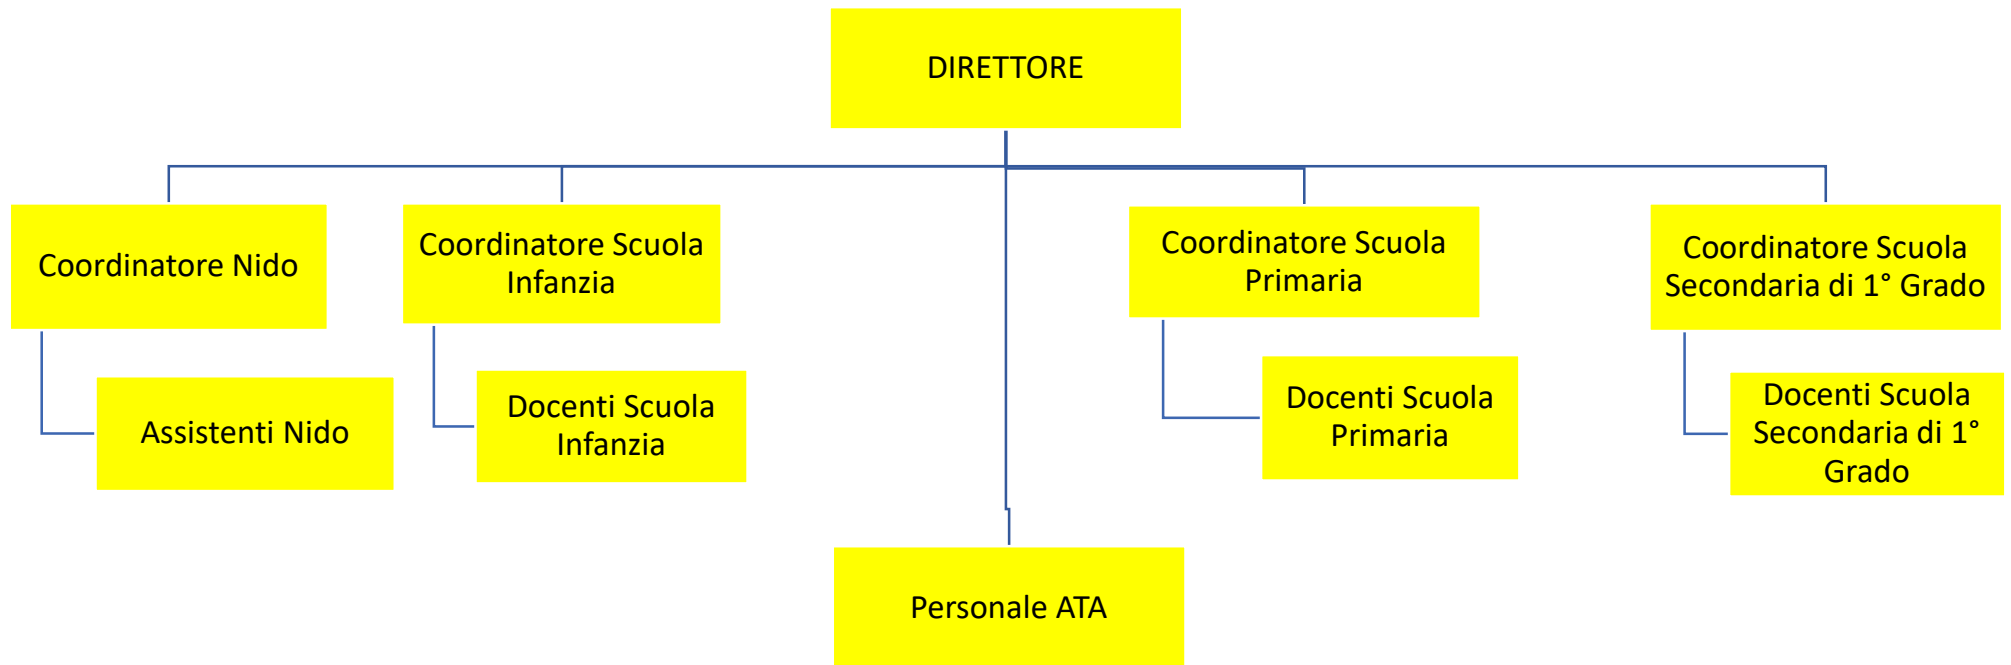 DIRETTORE
Coordinatore Nido
Coordinatore Scuola
Infanzia
Coordinatore Scuola
Primaria
Coordinatore Scuola
Secondaria di 1° Grado
Assistenti Nido
Docenti Scuola
Infanzia
Docenti Scuola
Primaria
Docenti Scuola
Secondaria di 1°
Grado
Personale ATA